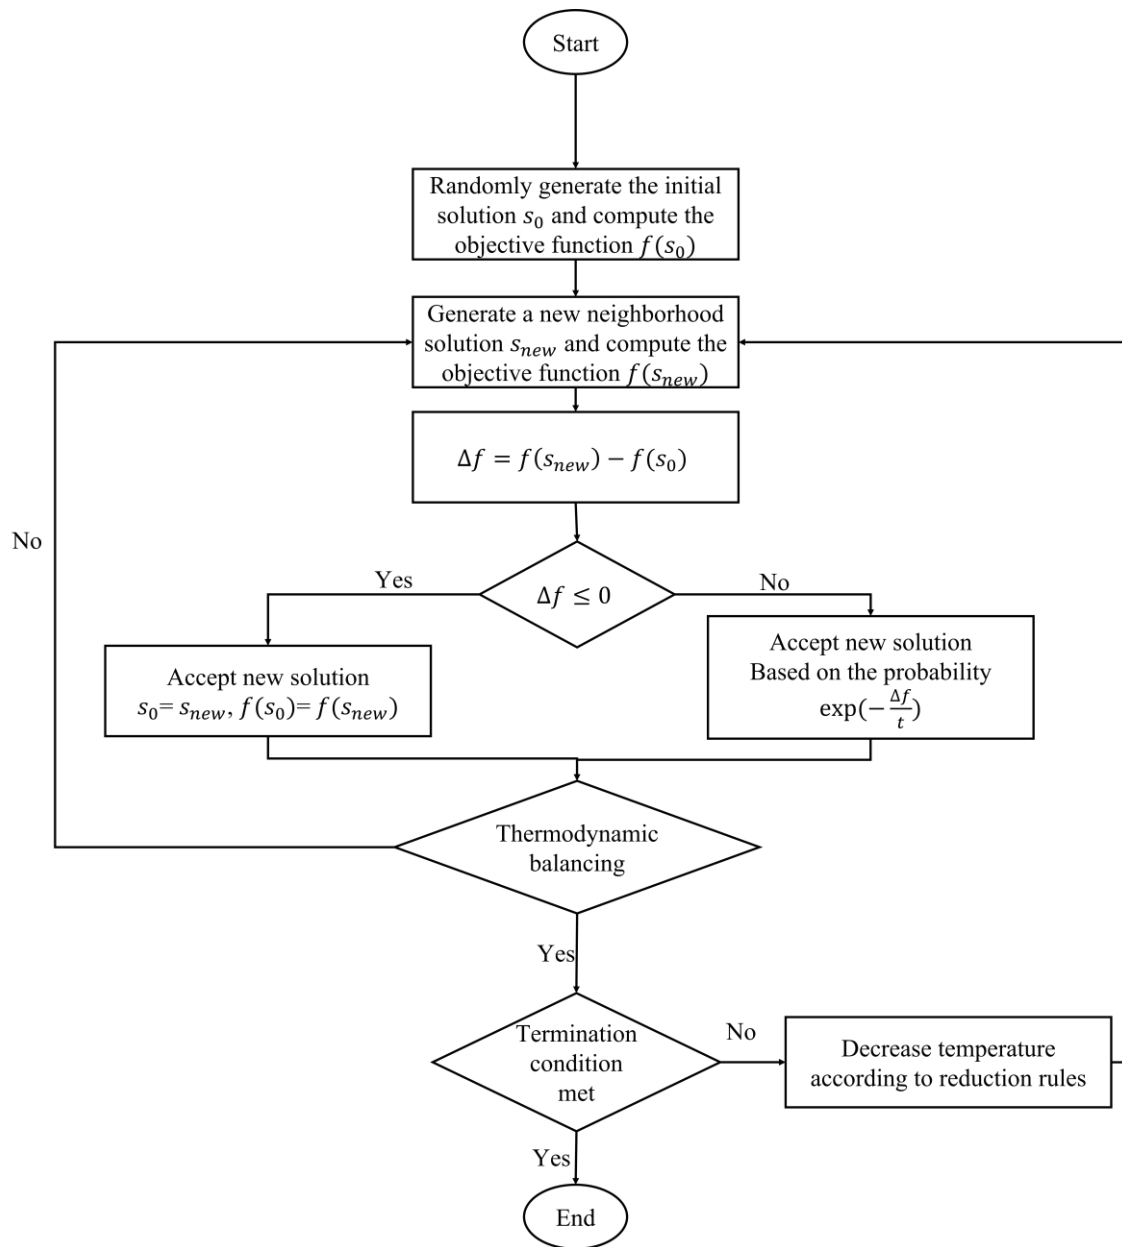 Start
Randomly generate the initial
solution s₀ and compute the
objective function f(s₀)
Generate a new neighborhood
solution sₙₑw and compute the
objective function f(sₙₑw)
Δf = f(sₙₑw) − f(s₀)
No
Yes
Δf ≤ 0
No
Accept new solution
s₀= sₙₑw, f(s₀)= f(sₙₑw)
Accept new solution
Based on the probability
exp(−Δf/t)
Thermodynamic
balancing
Yes
Termination
condition
met
No
Decrease temperature
according to reduction rules
Yes
End